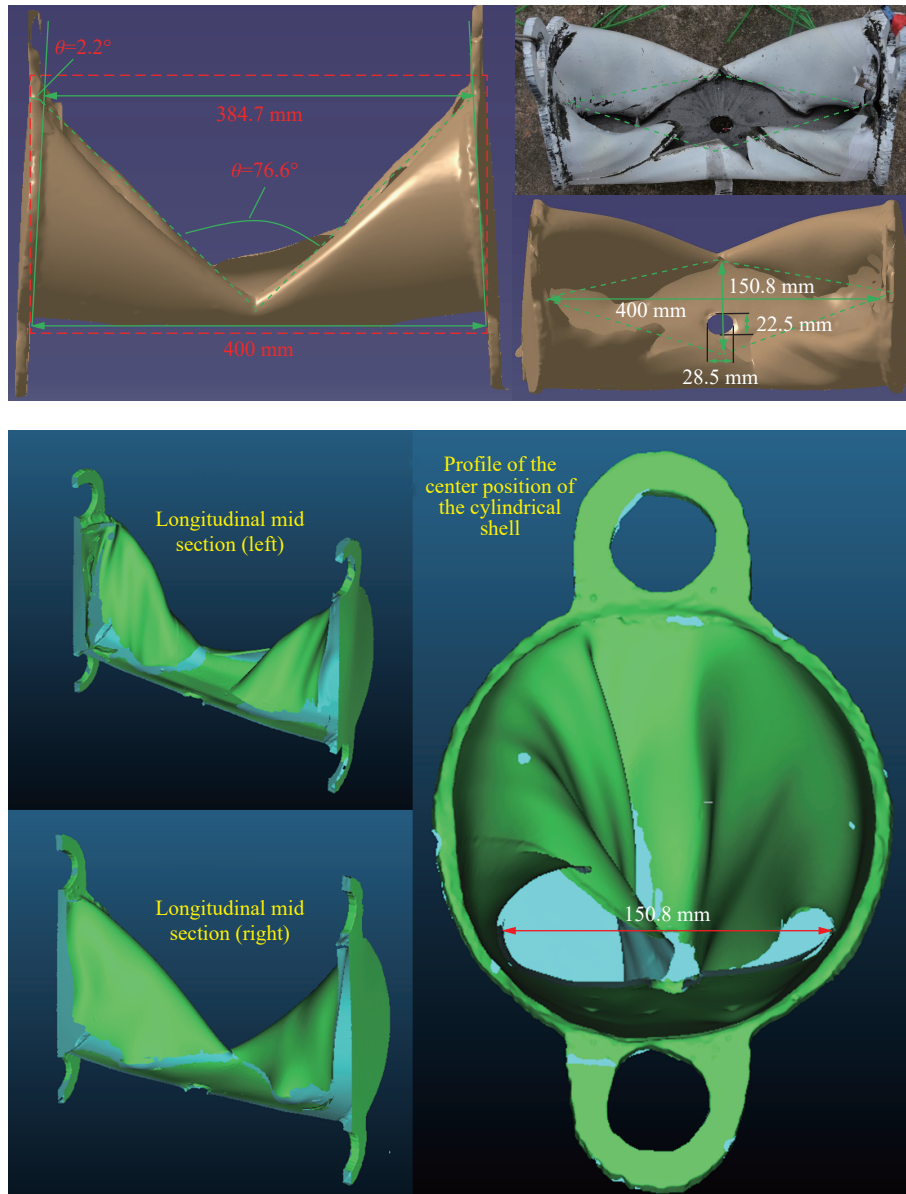 θ=2.2°
384.7 mm
θ=76.6°
400 mm
150.8 mm
400 mm
22.5 mm
28.5 mm
Longitudinal mid
section (left)
Profile of the
center position of
the cylindrical
shell
Longitudinal mid
section (right)
150.8 mm